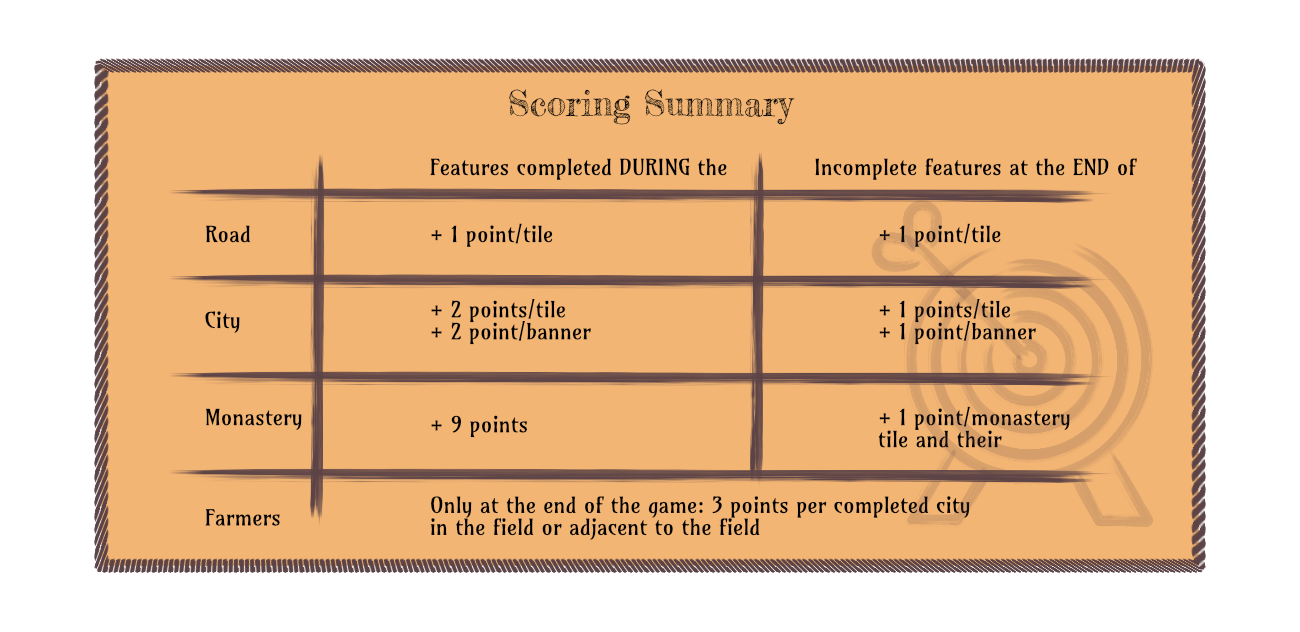 Scoring Summary
Features completed DURING the
Incomplete features at the END of
Road
+ 1 point/tile
+ 1 point/tile
City
+ 2 points/tile
+ 2 point/banner
+ 1 points/tile
+ 1 point/banner
Monastery
+ 9 points
+ 1 point/monastery
tile and their
Farmers
Only at the end of the game: 3 points per completed city
in the field or adjacent to the field